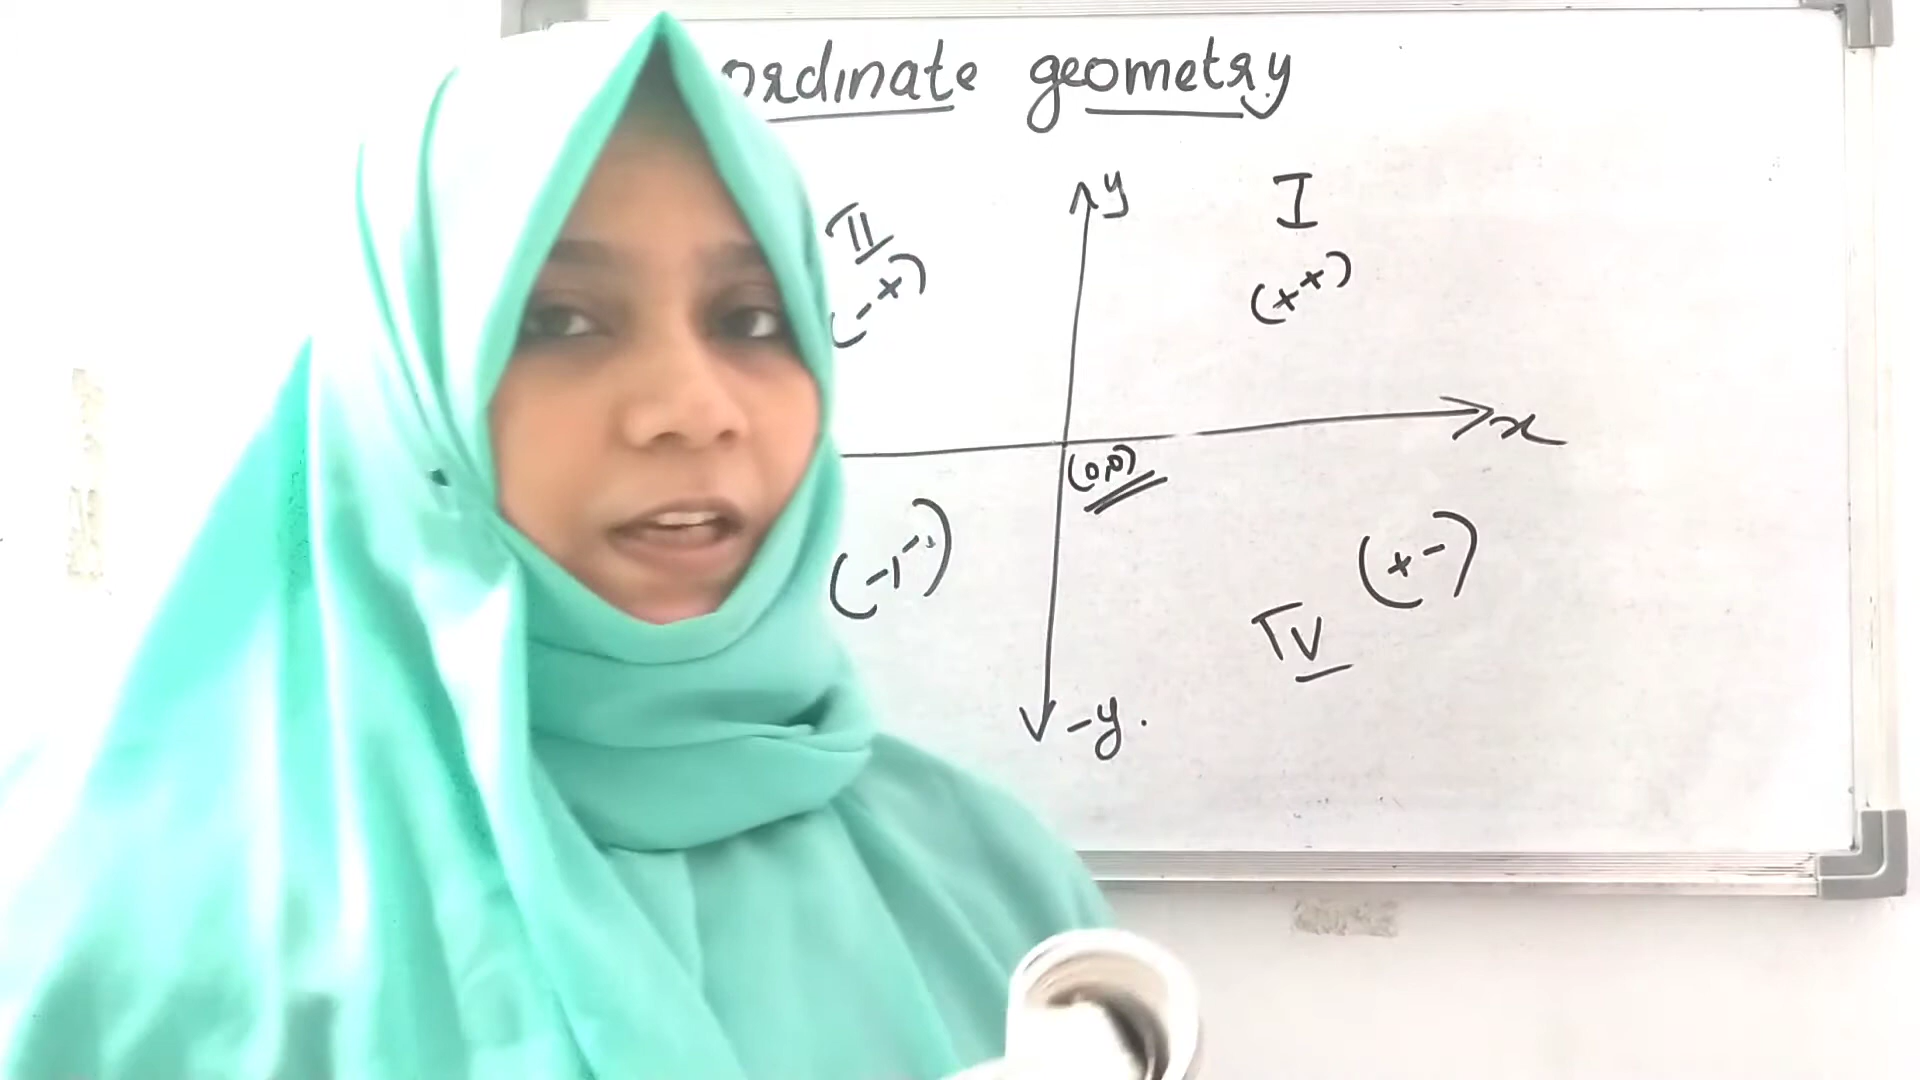 ordinate geometry
y
I
II
(- +)
(+ +)
x
(0,0)
(-, -)
(+ -)
IV
-y.